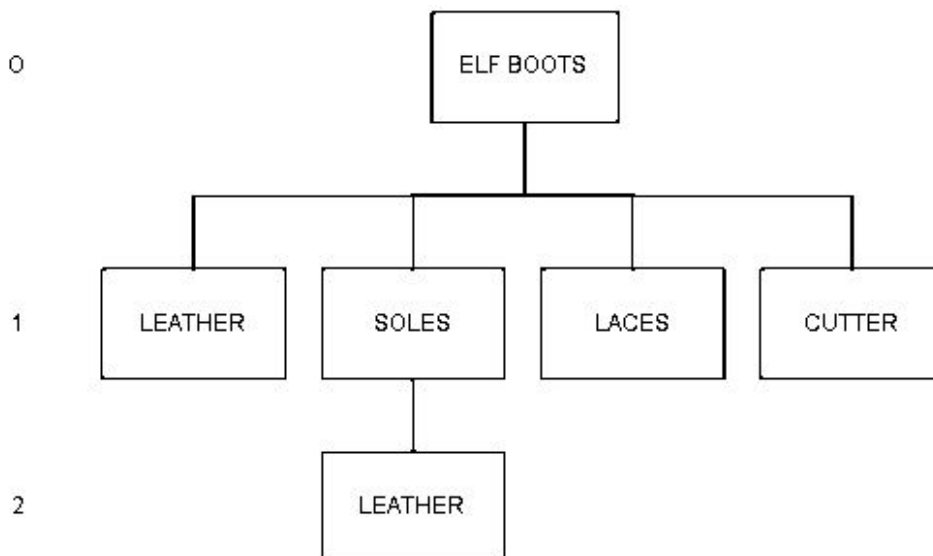 0
ELF BOOTS
1
LEATHER
SOLES
LACES
CUTTER
2
LEATHER